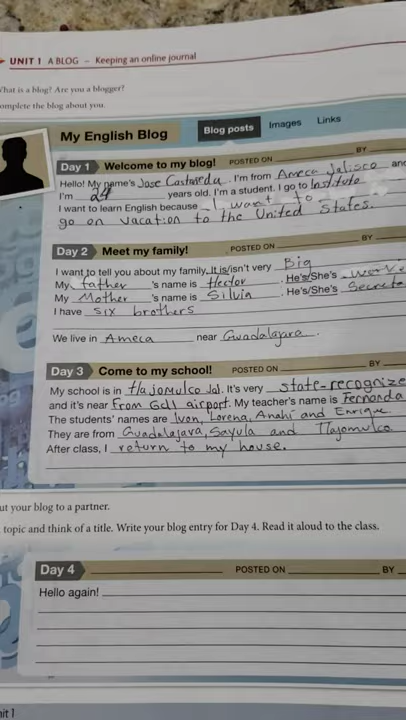 UNIT 1 A BLOG – Keeping an online journal
What is a blog? Are you a blogger?
omplete the blog about you.
My English Blog Blog posts Images Links
Day 1 Welcome to my blog! POSTED ON BY
Hello! My name's Jose Castañeda. I'm from Ameca Jalisco and
I'm 24 years old. I'm a student. I go to Instituto
I want to learn English because I want to
go on vacation to the United States.
Day 2 Meet my family! POSTED ON BY
I want to tell you about my family. It is/isn't very Big
My father 's name is Hector. He's/She's
My Mother 's name is Silvia. He's/She's Secreta
I have six brothers
We live in Ameca near Guadalajara.
Day 3 Come to my school! POSTED ON BY
My school is in tlajomulco Jal. It's very state-recognize
and it's near From Gdl airport. My teacher's name is Fernanda
The students' names are Ivon, Lorena, Anahi and Enrique
They are from Guadalajara, Sayula and Tlajomulco
After class, I return to my house.
ut your blog to a partner.
topic and think of a title. Write your blog entry for Day 4. Read it aloud to the class.
Day 4 POSTED ON BY
Hello again!
nit 1